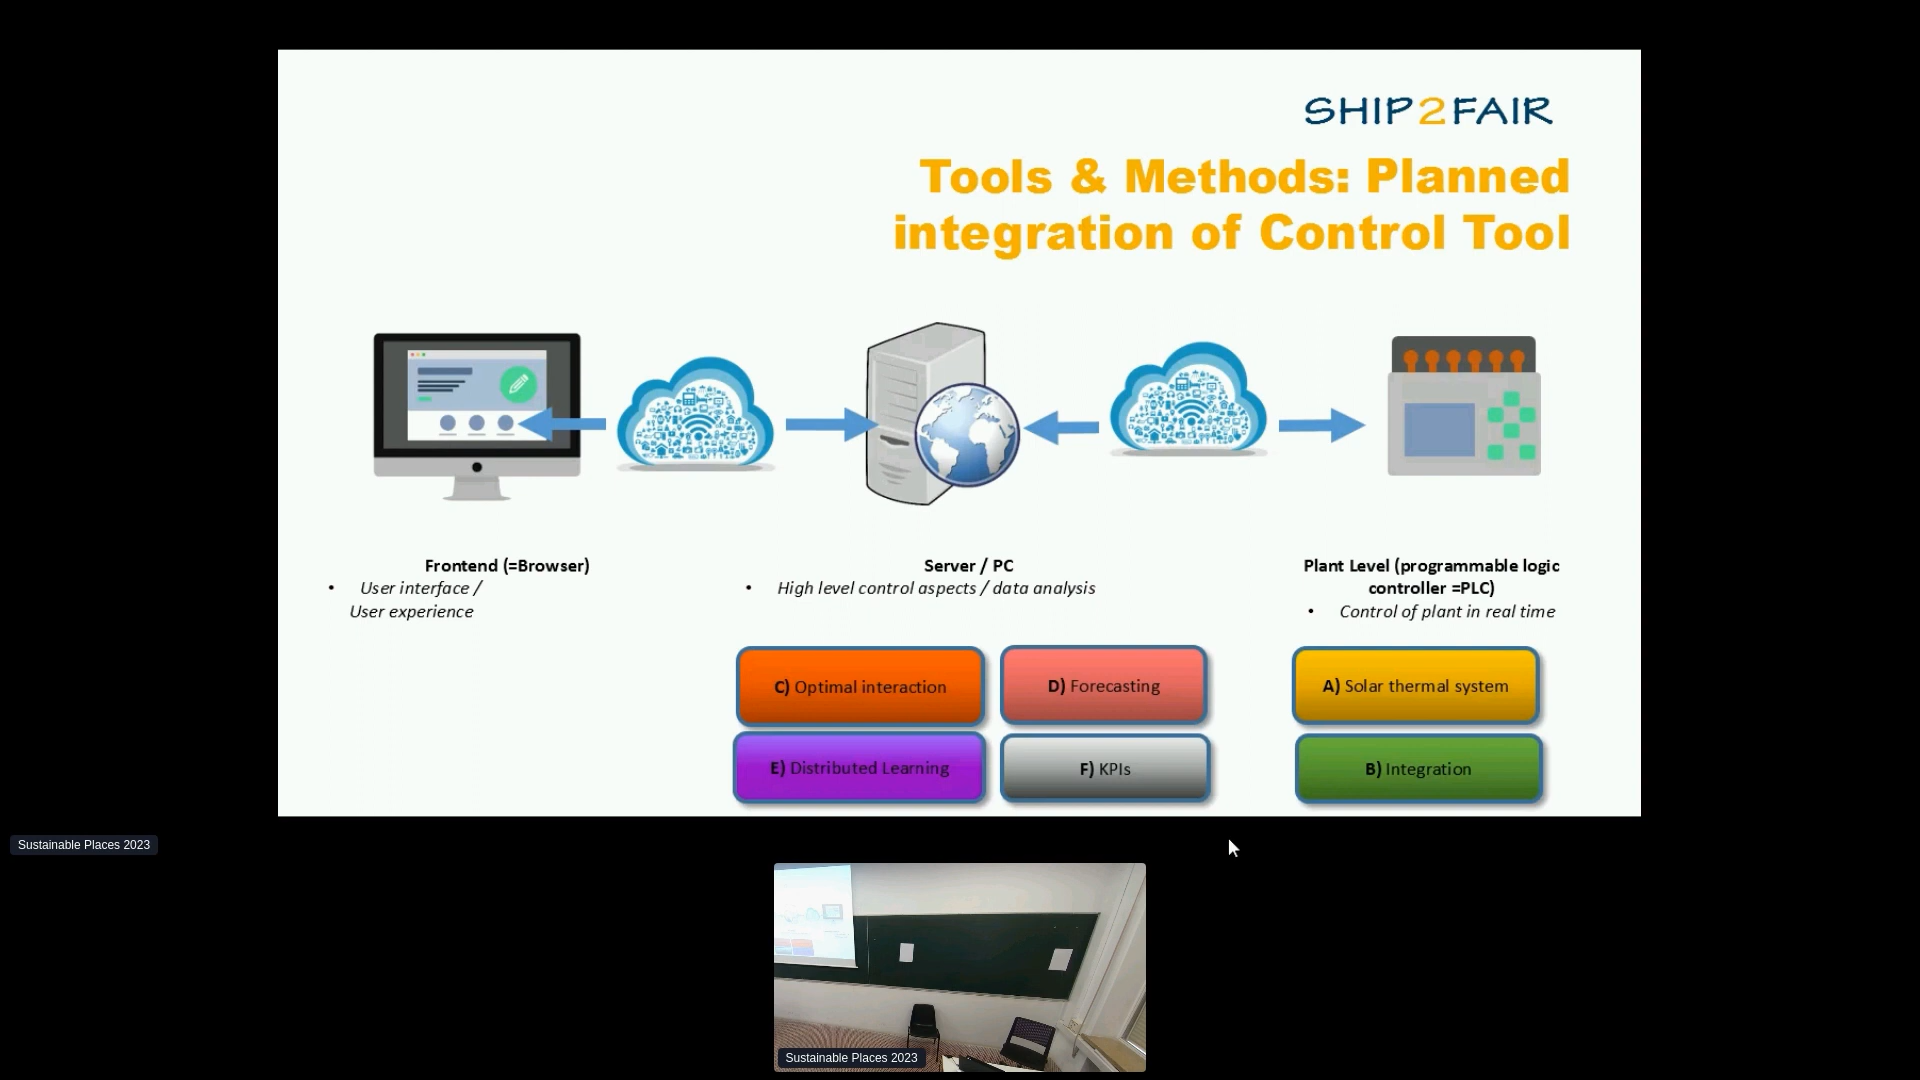 SHIP2FAIR
Tools & Methods: Planned
integration of Control Tool
Frontend (=Browser)
• User interface /
User experience
Server / PC
• High level control aspects / data analysis
Plant Level (programmable logic
controller =PLC)
• Control of plant in real time
C) Optimal interaction
D) Forecasting
A) Solar thermal system
E) Distributed Learning
F) KPIs
B) Integration
Sustainable Places 2023
Sustainable Places 2023